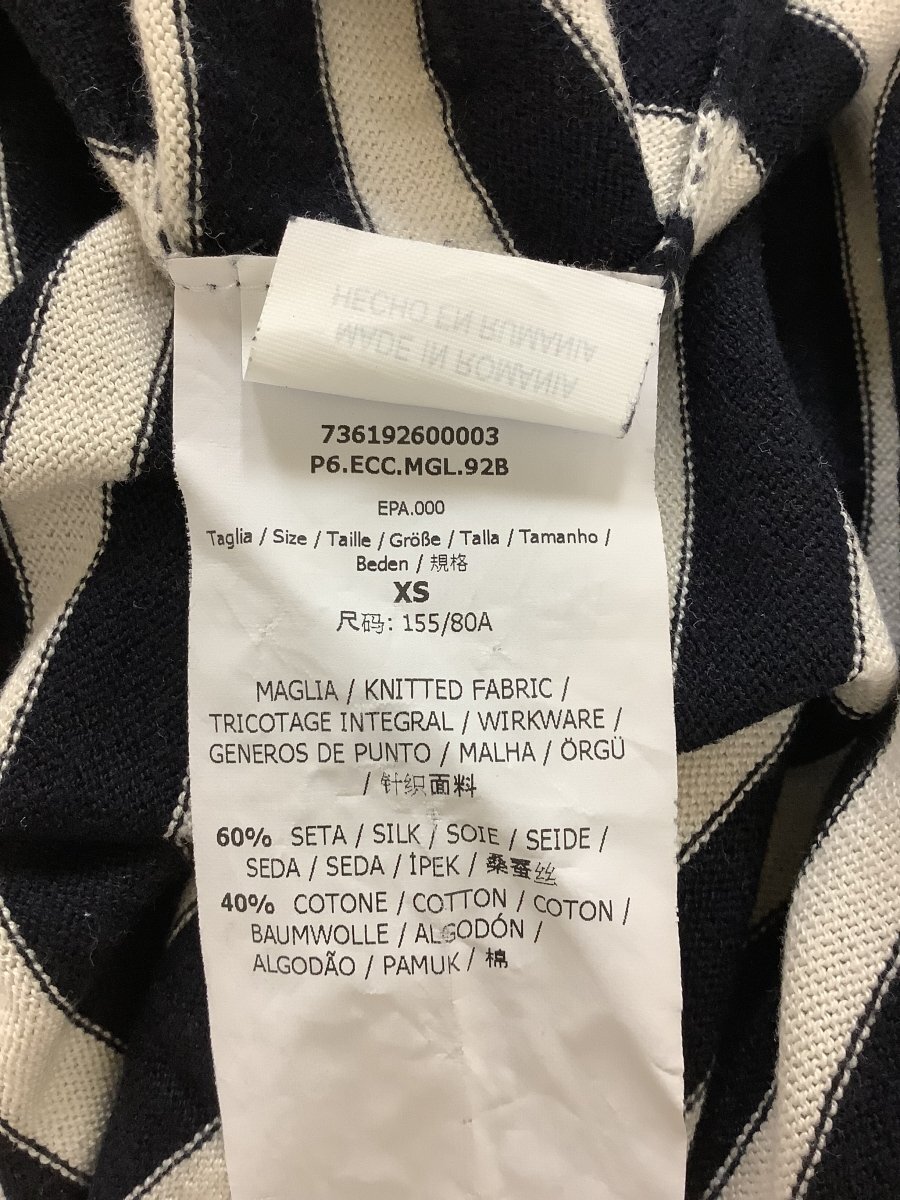 HECHO EN RUMANIA
MADE IN ROMANIA
736192600003
P6.ECC.MGL.92B
EPA.000
Taglia / Size / Taille / Größe / Talla / Tamanho /
Beden / 規格
XS
尺码: 155/80A
MAGLIA / KNITTED FABRIC /
TRICOTAGE INTEGRAL / WIRKWARE /
GENEROS DE PUNTO / MALHA / ÖRGÜ
/ 针织面料
60% SETA / SILK / SOIE / SEIDE /
SEDA / SEDA / İPEK / 桑蚕丝
40% COTONE / COTTON / COTON /
BAUMWOLLE / ALGODÓN /
ALGODÃO / PAMUK / 棉